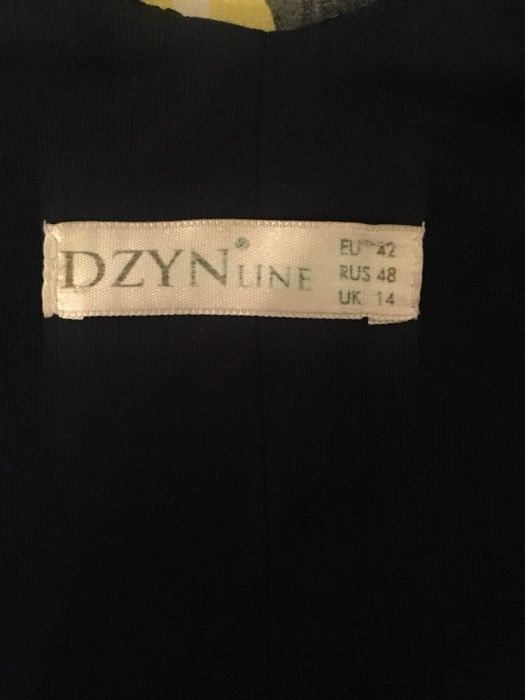 DZYN® LINE
EU 42
RUS 48
UK 14